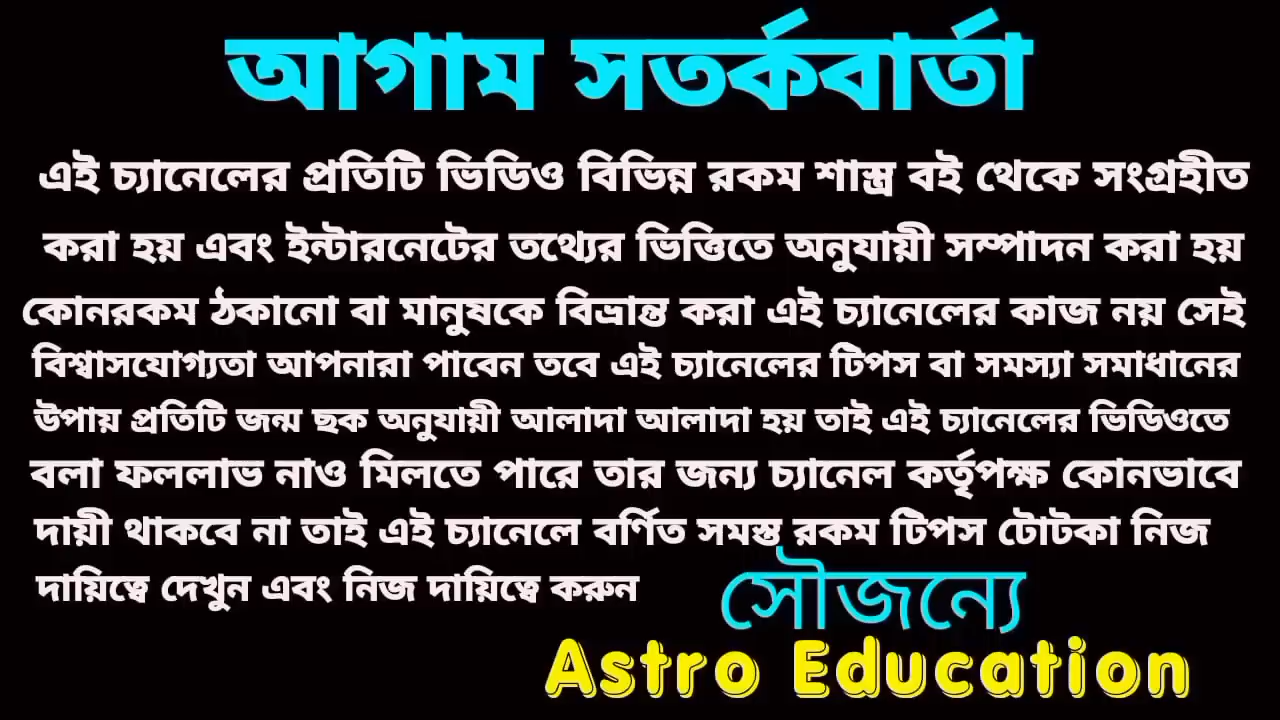 আগাম সতর্কবার্তা
এই চ্যানেলের প্রতিটি ভিডিও বিভিন্ন রকম শাস্ত্র বই থেকে সংগ্রহীত
করা হয় এবং ইন্টারনেটের তথ্যের ভিত্তিতে অনুযায়ী সম্পাদন করা হয়
কোনরকম ঠকানো বা মানুষকে বিভ্রান্ত করা এই চ্যানেলের কাজ নয় সেই
বিশ্বাসযোগ্যতা আপনারা পাবেন তবে এই চ্যানেলের টিপস বা সমস্যা সমাধানের
উপায় প্রতিটি জন্ম ছক অনুযায়ী আলাদা আলাদা হয় তাই এই চ্যানেলের ভিডিওতে
বলা ফললাভ নাও মিলতে পারে তার জন্য চ্যানেল কর্তৃপক্ষ কোনভাবে
দায়ী থাকবে না তাই এই চ্যানেলে বর্ণিত সমস্ত রকম টিপস টোটকা নিজ
দায়িত্বে দেখুন এবং নিজ দায়িত্বে করুন
সৌজন্যে
Astro Education